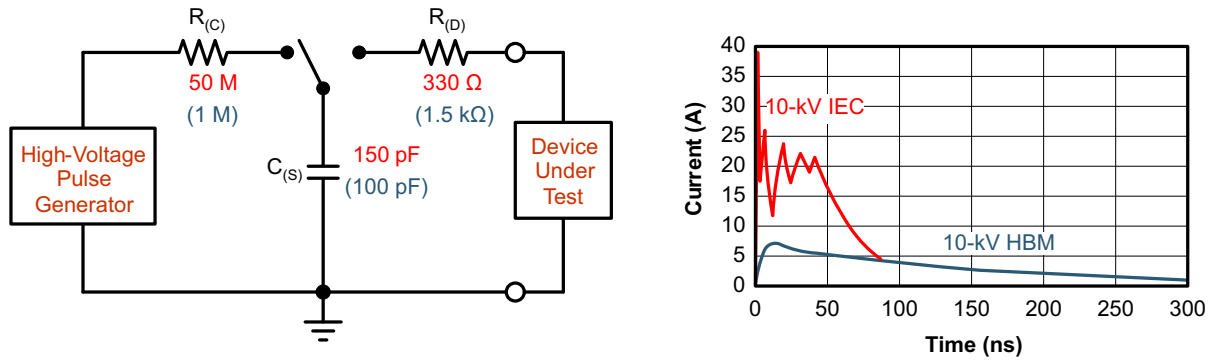 R(C)
50 M
(1 M)
R(D)
330 Ω
(1.5 kΩ)
High-Voltage
Pulse
Generator
C(S)
150 pF
(100 pF)
Device
Under
Test
Current (A)
40
35
30
25
20
15
10
5
0
10-kV IEC
10-kV HBM
0
50
100
150
200
250
300
Time (ns)